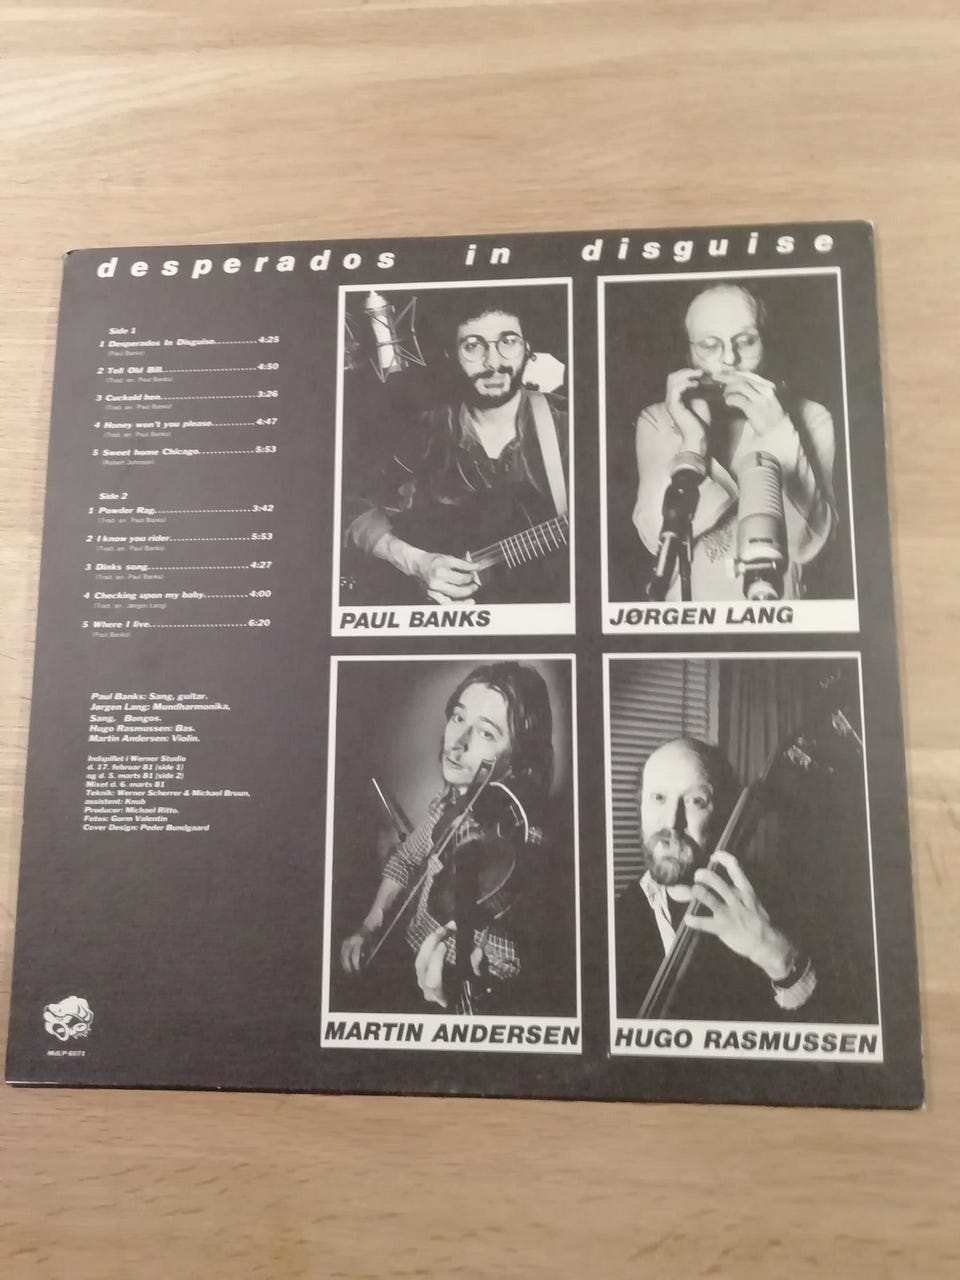 desperados in disguise
Side 1
1 Desperados In Disguise...........4:25
(Paul Banks)
2 Tell Old Bill........................4:50
(Trad. arr. Paul Banks)
3 Cuckold hen........................3:26
(Trad. arr. Paul Banks)
4 Honey won't you please...........4:47
(Trad. arr. Paul Banks)
5 Sweet home Chicago..............5:53
(Robert Johnson)
Side 2
1 Powder Rag.........................3:42
(Trad. arr. Paul Banks)
2 I know you rider.....................5:53
(Trad. arr. Paul Banks)
3 Dinks song..........................4:27
(Trad. arr. Paul Banks)
4 Checking upon my baby...........4:00
(Trad. arr. Jørgen Lang)
5 Where I live.........................6:20
(Paul Banks)
Paul Banks: Sang, guitar.
Jørgen Lang: Mundharmonika,
Sang, Bongos.
Hugo Rasmussen: Bas.
Martin Andersen: Violin.
Indspillet i Werner Studio
d. 17. februar 81 (side 1)
og d. 5. marts 81 (side 2)
Mixet d. 6. marts 81
Teknik: Werner Scherrer & Michael Bruun,
assistent: Knub
Producer: Michael Ritto.
Fotos: Gorm Valentin
Cover Design: Peder Bundgaard
PAUL BANKS
JØRGEN LANG
MARTIN ANDERSEN
HUGO RASMUSSEN
MdLP 6073